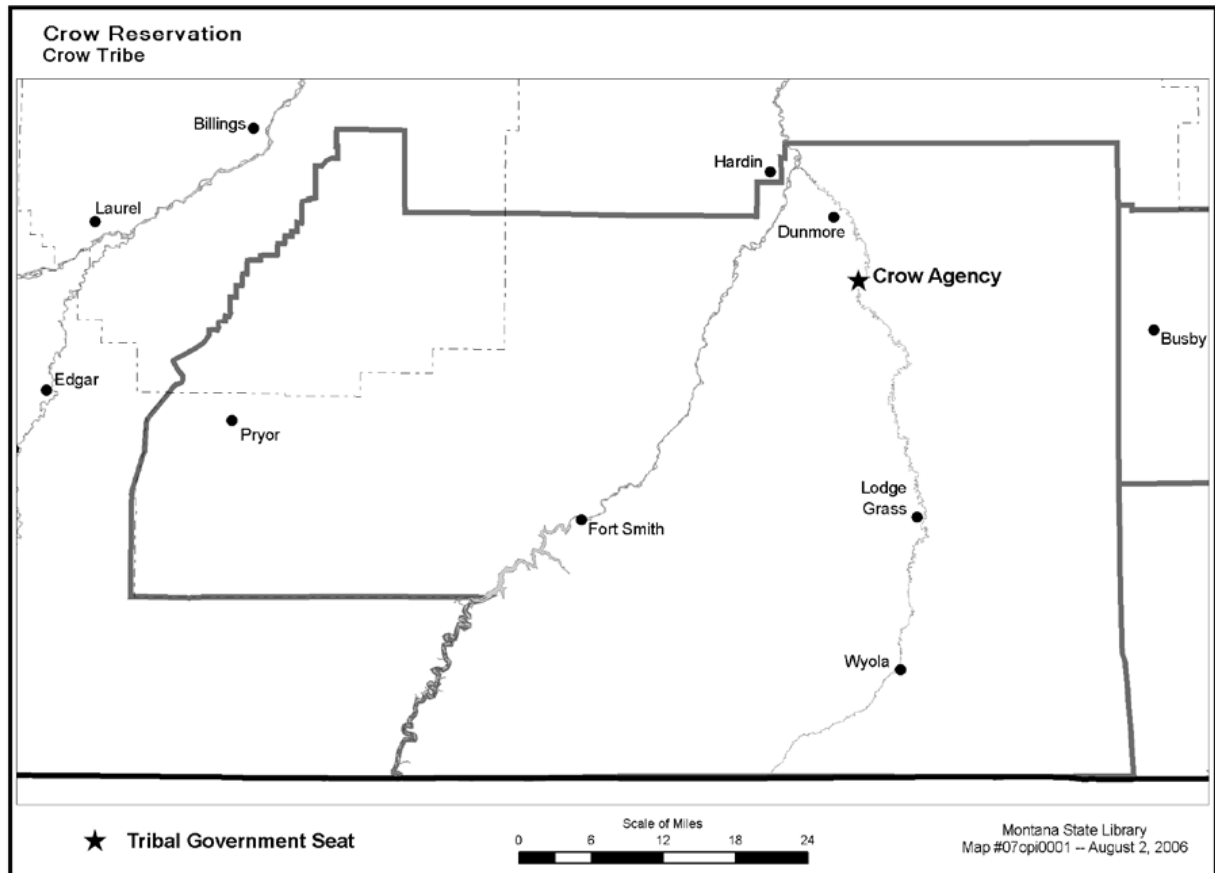 Crow Reservation
Crow Tribe
Billings
Hardin
Laurel
Dunmore
Crow Agency
Busby
Edgar
Pryor
Lodge
Grass
Fort Smith
Wyola
Tribal Government Seat
Scale of Miles
0 6 12 18 24
Montana State Library
Map #07cpi0001 -- August 2, 2006